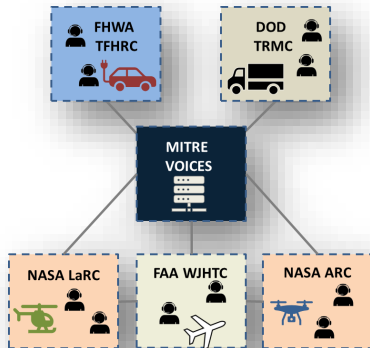 FHWA
TFHRC
DOD
TRMC
MITRE
VOICES
NASA LaRC
FAA WJHTC
NASA ARC